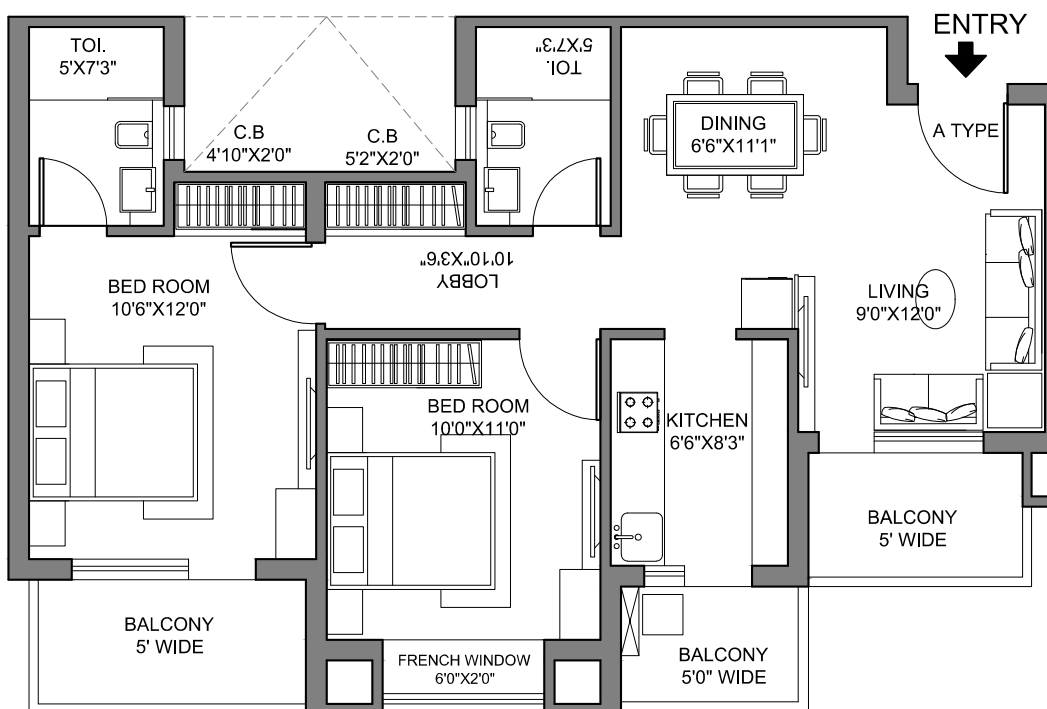 ENTRY
TOI.
5'X7'3"
TOI.
5'X7'3"
C.B
4'10"X2'0"
C.B
5'2"X2'0"
DINING
6'6"X11'1"
A TYPE
LOBBY
10'10"X3'6"
BED ROOM
10'6"X12'0"
LIVING
9'0"X12'0"
BED ROOM
10'0"X11'0"
KITCHEN
6'6"X8'3"
BALCONY
5' WIDE
BALCONY
5' WIDE
FRENCH WINDOW
6'0"X2'0"
BALCONY
5'0" WIDE